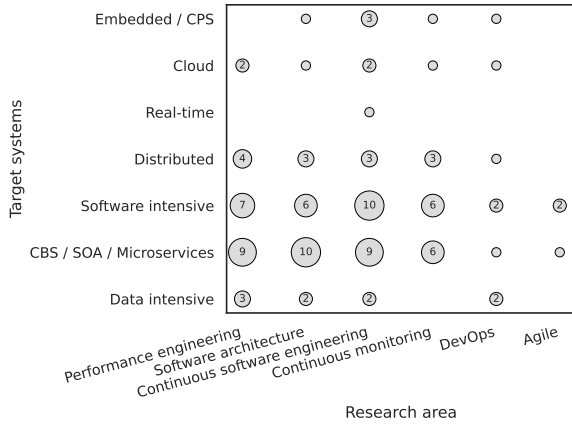 Target systems
Embedded / CPS
3
Cloud
2
2
Real-time
Distributed
4
3
3
3
Software intensive
7
6
10
6
2
2
CBS / SOA / Microservices
9
10
9
6
Data intensive
3
2
2
2
Performance engineering
Software architecture
Continuous software engineering
Continuous monitoring
DevOps
Agile
Research area